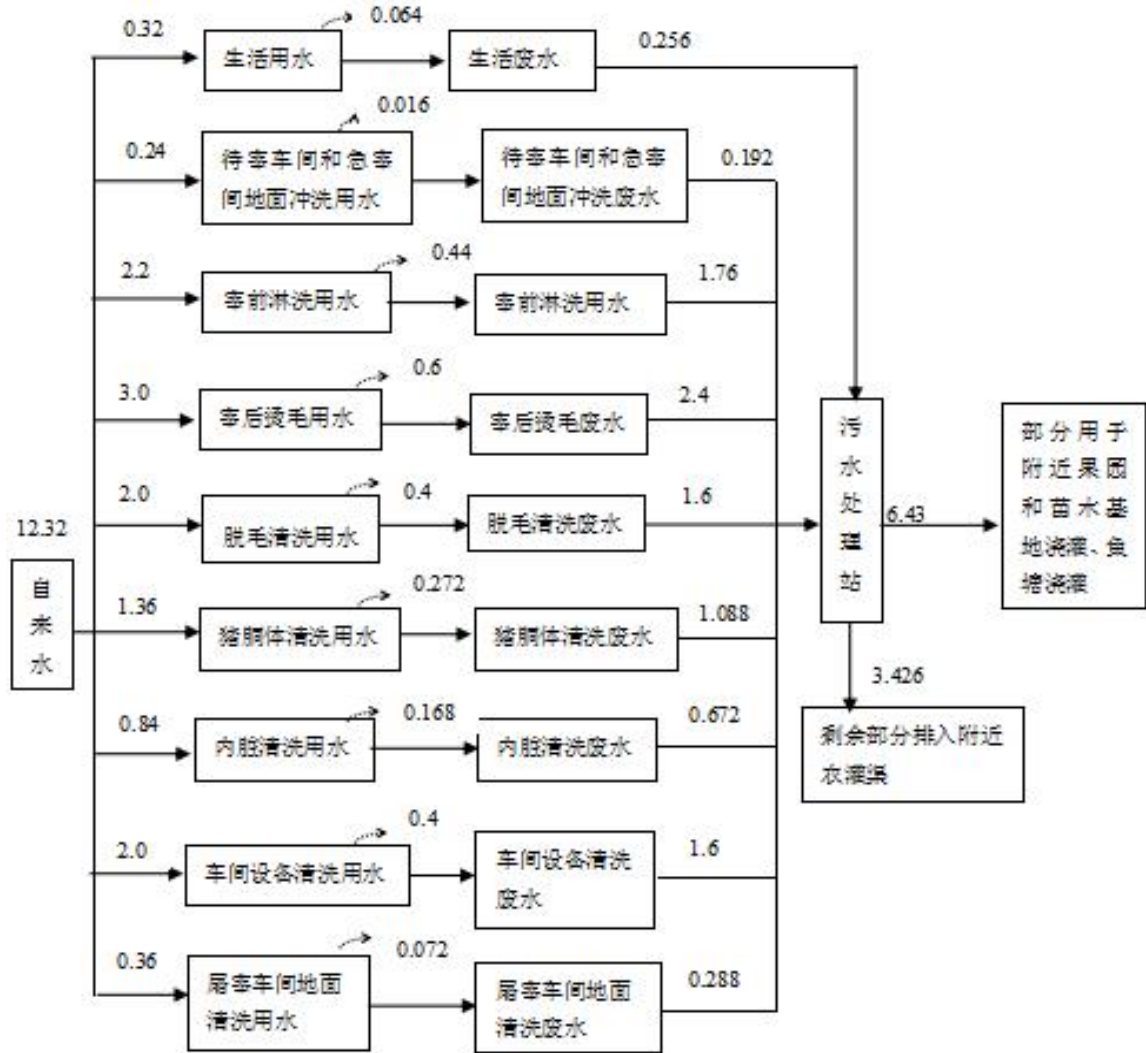 0.32
生活用水
0.064
生活废水
0.256
0.24
待宰车间和急宰
间地面冲洗用水
0.016
待宰车间和急宰
间地面冲洗废水
0.192
2.2
宰前淋洗用水
0.44
宰前淋洗废水
1.76
3.0
宰后烫毛用水
0.6
宰后烫毛废水
2.4
2.0
脱毛清洗用水
0.4
脱毛清洗废水
1.6
12.32
自
来
水
1.36
猪胴体清洗用水
0.272
猪胴体清洗废水
1.088
0.84
内脏清洗用水
0.168
内脏清洗废水
0.672
2.0
车间设备清洗用水
0.4
车间设备清洗
废水
1.6
0.36
屠宰车间地面
清洗用水
0.072
屠宰车间地面
清洗废水
0.288
污
水
处
理
站
6.43
部分用于
附近果园
和苗木基
地浇灌、鱼
塘浇灌
3.426
剩余部分排入附近
农灌渠